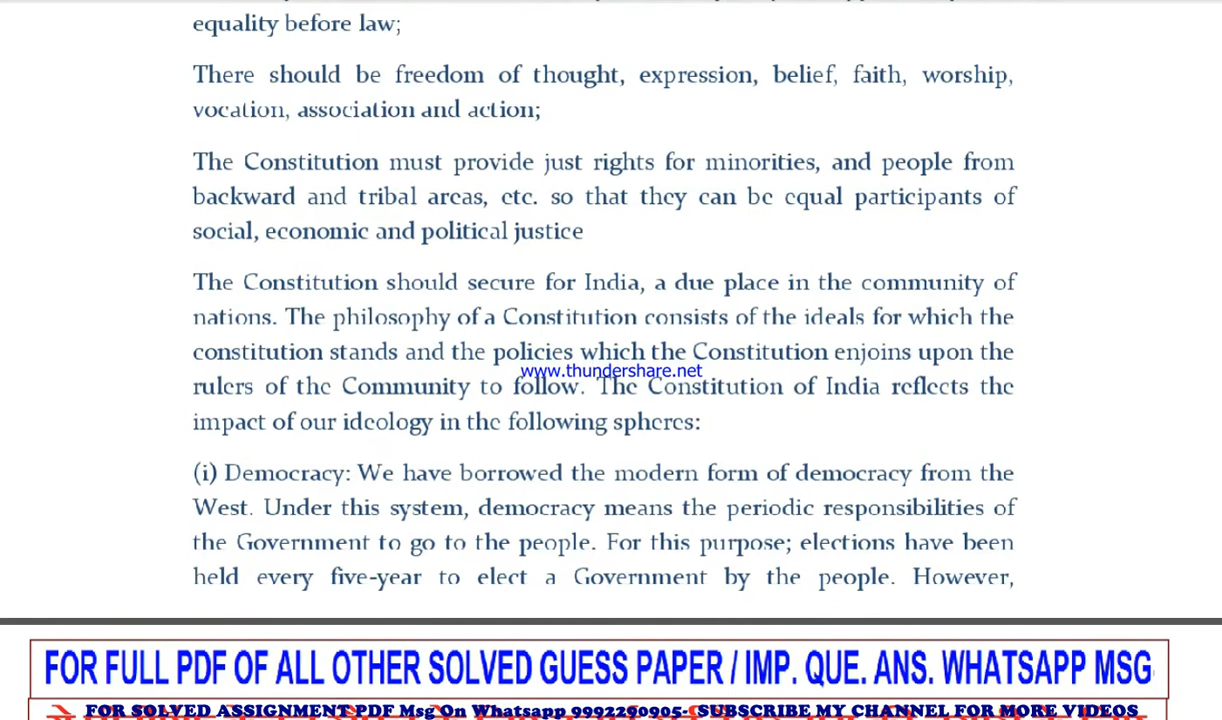 equality before law;
There should be freedom of thought, expression, belief, faith, worship,
vocation, association and action;
The Constitution must provide just rights for minorities, and people from
backward and tribal areas, etc. so that they can be equal participants of
social, economic and political justice
The Constitution should secure for India, a due place in the community of
nations. The philosophy of a Constitution consists of the ideals for which the
constitution stands and the policies which the Constitution enjoins upon the
www.thundershare.net
rulers of the Community to follow. The Constitution of India reflects the
impact of our ideology in the following spheres:
(i) Democracy: We have borrowed the modern form of democracy from the
West. Under this system, democracy means the periodic responsibilities of
the Government to go to the people. For this purpose; elections have been
held every five-year to elect a Government by the people. However,
FOR FULL PDF OF ALL OTHER SOLVED GUESS PAPER / IMP. QUE. ANS. WHATSAPP MSG
FOR SOLVED ASSIGNMENT PDF Msg On Whatsapp 9992290905- SUBSCRIBE MY CHANNEL FOR MORE VIDEOS